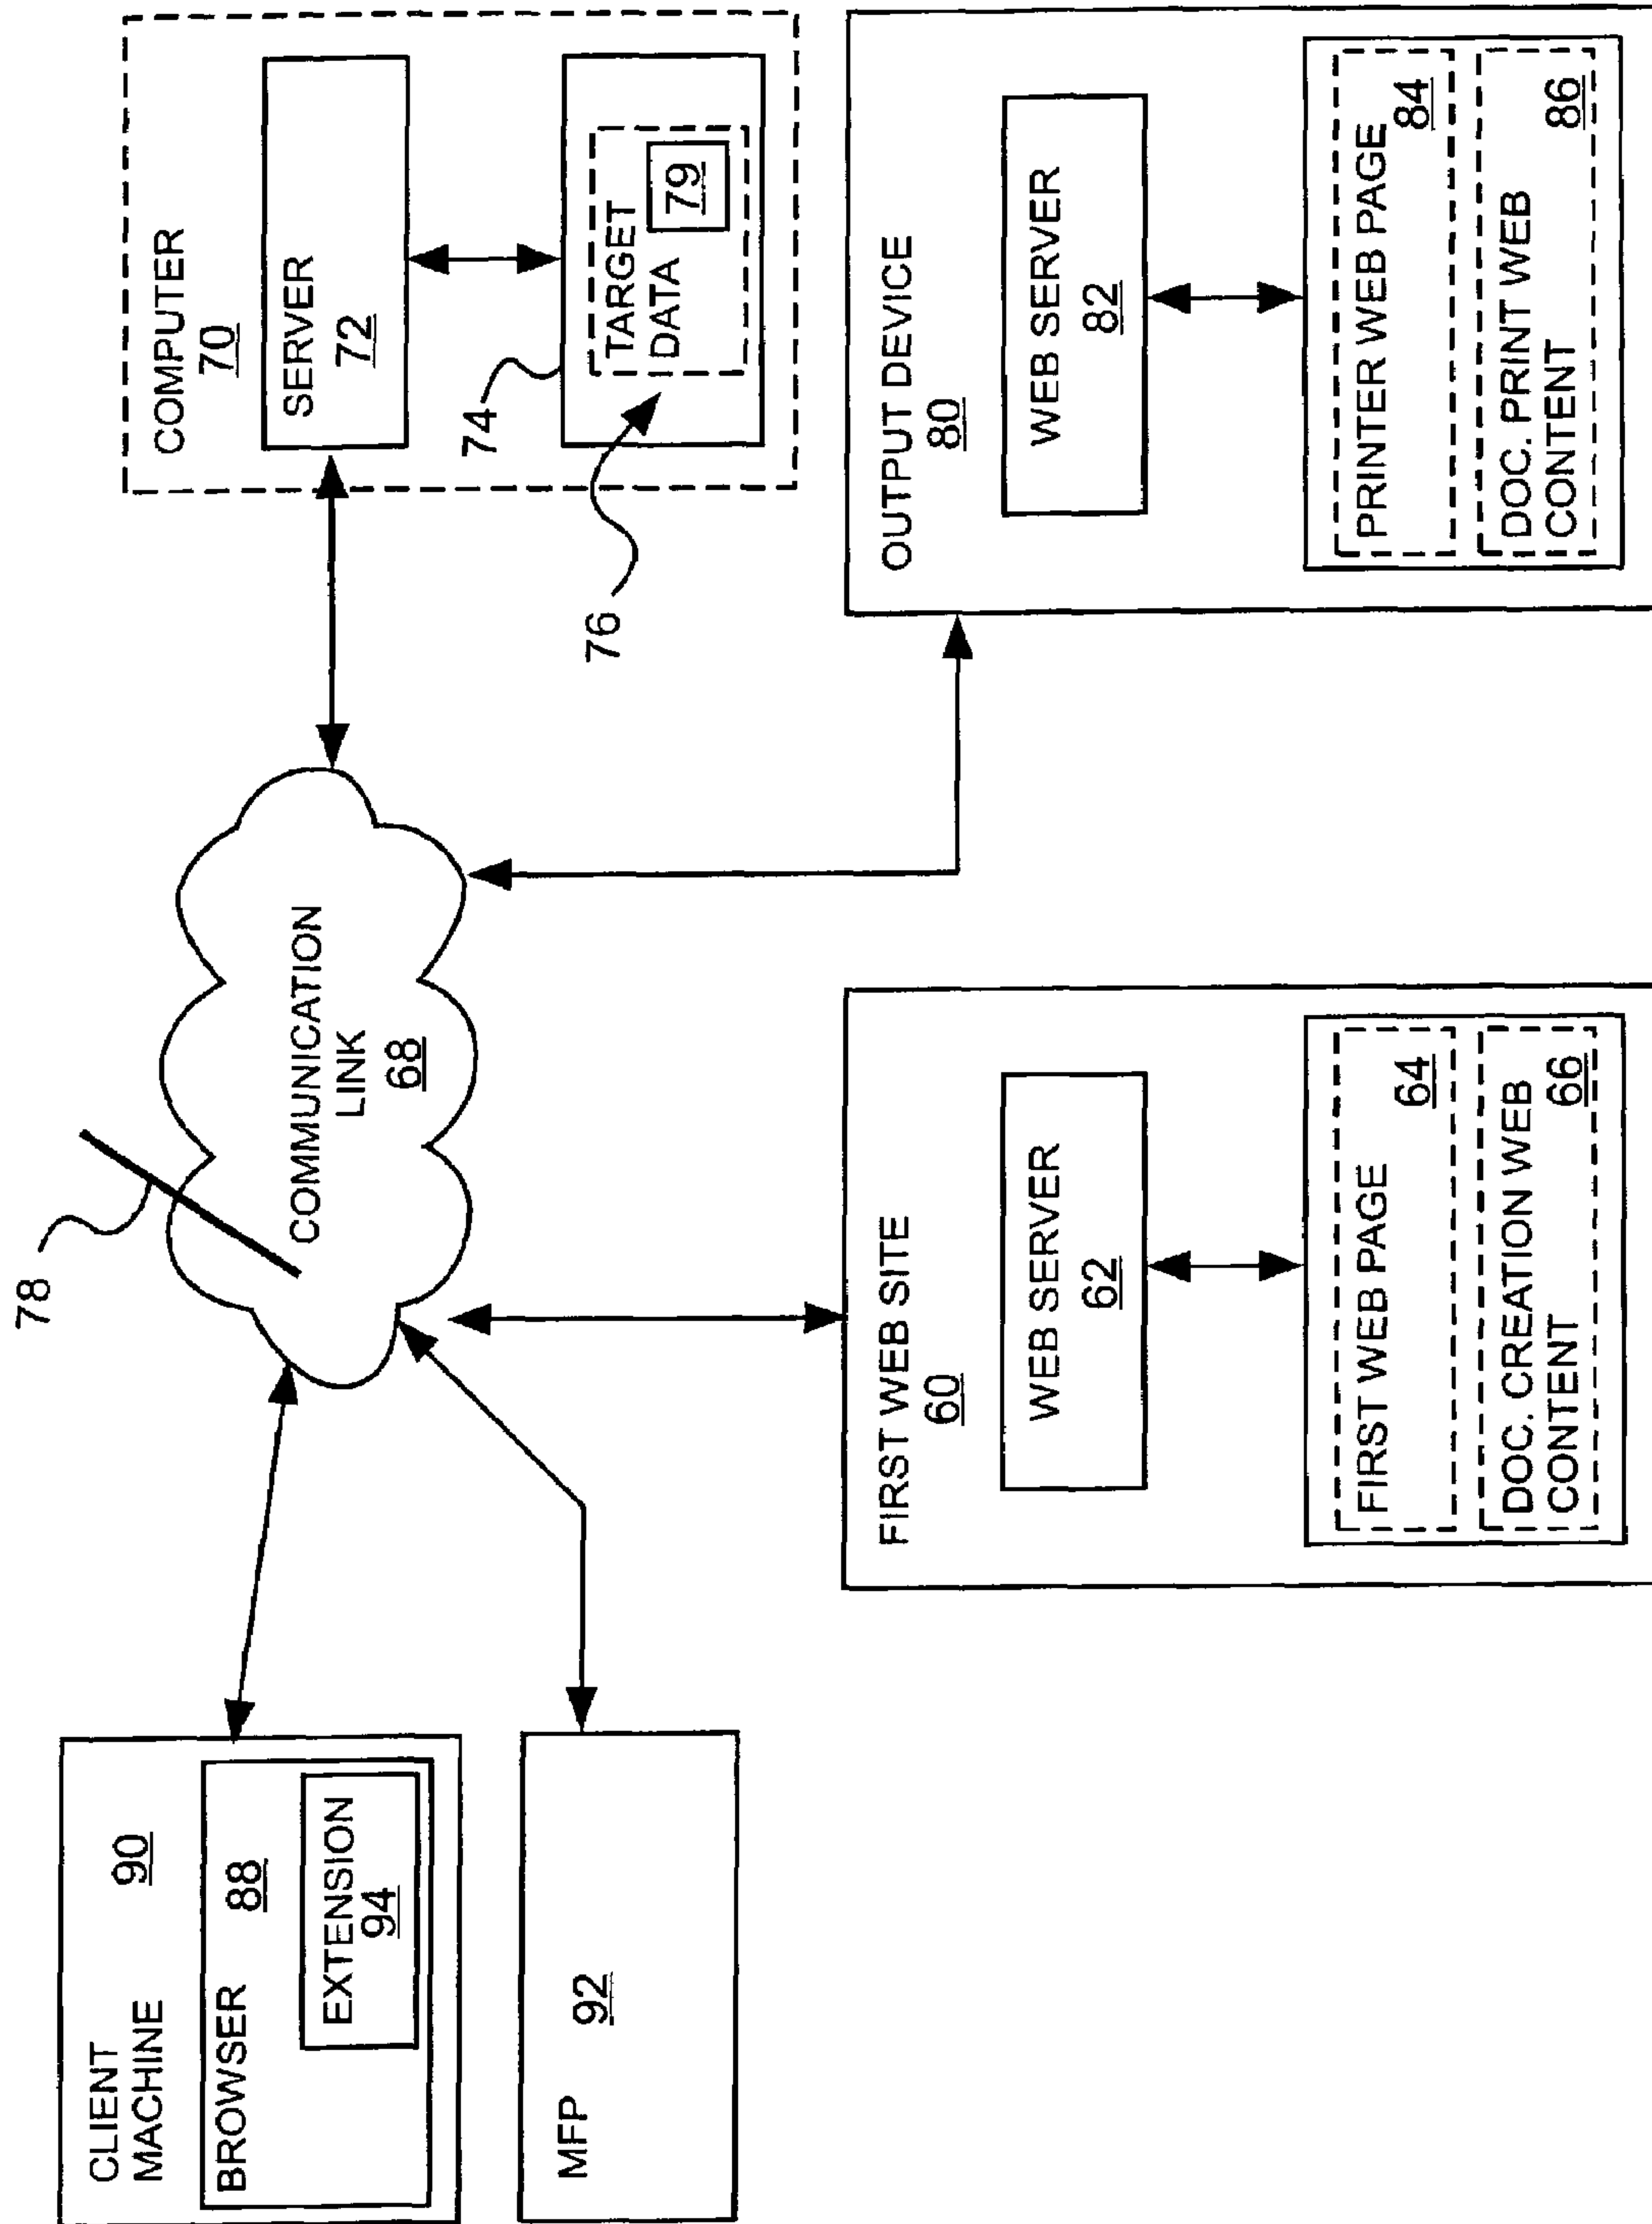 CLIENT
MACHINE
90
BROWSER
88
EXTENSION
94
MFP
92
78
COMMUNICATION
LINK
68
COMPUTER
70
SERVER
72
74
TARGET
DATA
79
76
FIRST WEB SITE
60
WEB SERVER
62
FIRST WEB PAGE
64
DOC. CREATION WEB
CONTENT
66
OUTPUT DEVICE
80
WEB SERVER
82
PRINTER WEB PAGE
84
DOC. PRINT WEB
CONTENT
86